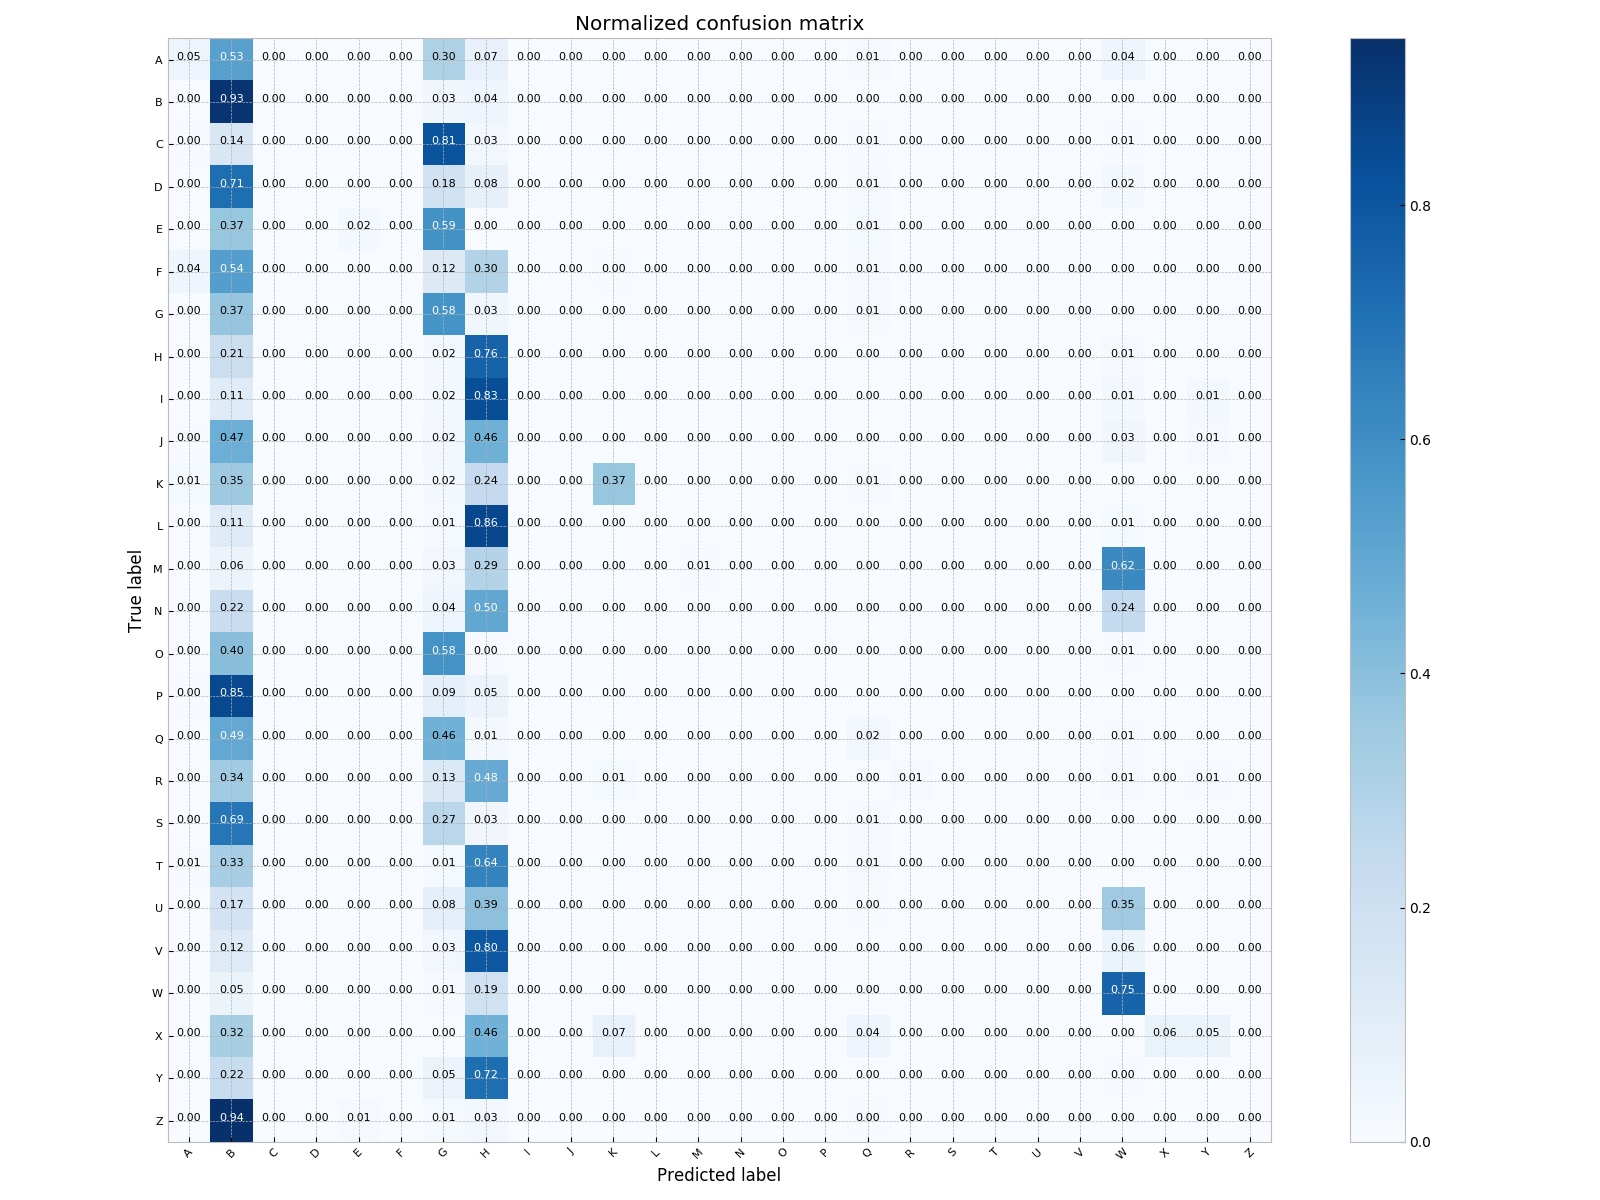 Normalized confusion matrix
A 0.05 0.53 0.00 0.00 0.00 0.00 0.30 0.07 0.00 0.00 0.00 0.00 0.00 0.00 0.00 0.00 0.01 0.00 0.00 0.00 0.00 0.00 0.04 0.00 0.00 0.00
B 0.00 0.93 0.00 0.00 0.00 0.00 0.03 0.04 0.00 0.00 0.00 0.00 0.00 0.00 0.00 0.00 0.00 0.00 0.00 0.00 0.00 0.00 0.00 0.00 0.00 0.00
C 0.00 0.14 0.00 0.00 0.00 0.00 0.81 0.03 0.00 0.00 0.00 0.00 0.00 0.00 0.00 0.00 0.01 0.00 0.00 0.00 0.00 0.00 0.01 0.00 0.00 0.00
D 0.00 0.71 0.00 0.00 0.00 0.00 0.18 0.08 0.00 0.00 0.00 0.00 0.00 0.00 0.00 0.00 0.01 0.00 0.00 0.00 0.00 0.00 0.02 0.00 0.00 0.00
E 0.00 0.37 0.00 0.00 0.02 0.00 0.59 0.00 0.00 0.00 0.00 0.00 0.00 0.00 0.00 0.00 0.01 0.00 0.00 0.00 0.00 0.00 0.00 0.00 0.00 0.00
F 0.04 0.54 0.00 0.00 0.00 0.00 0.12 0.30 0.00 0.00 0.00 0.00 0.00 0.00 0.00 0.00 0.01 0.00 0.00 0.00 0.00 0.00 0.00 0.00 0.00 0.00
G 0.00 0.37 0.00 0.00 0.00 0.00 0.58 0.03 0.00 0.00 0.00 0.00 0.00 0.00 0.00 0.00 0.01 0.00 0.00 0.00 0.00 0.00 0.00 0.00 0.00 0.00
H 0.00 0.21 0.00 0.00 0.00 0.00 0.02 0.76 0.00 0.00 0.00 0.00 0.00 0.00 0.00 0.00 0.00 0.00 0.00 0.00 0.00 0.00 0.01 0.00 0.00 0.00
I 0.00 0.11 0.00 0.00 0.00 0.00 0.02 0.83 0.00 0.00 0.00 0.00 0.00 0.00 0.00 0.00 0.00 0.00 0.00 0.00 0.00 0.00 0.01 0.00 0.01 0.00
J 0.00 0.47 0.00 0.00 0.00 0.00 0.02 0.46 0.00 0.00 0.00 0.00 0.00 0.00 0.00 0.00 0.00 0.00 0.00 0.00 0.00 0.00 0.03 0.00 0.01 0.00
K 0.01 0.35 0.00 0.00 0.00 0.00 0.02 0.24 0.00 0.00 0.37 0.00 0.00 0.00 0.00 0.00 0.01 0.00 0.00 0.00 0.00 0.00 0.00 0.00 0.00 0.00
L 0.00 0.11 0.00 0.00 0.00 0.00 0.01 0.86 0.00 0.00 0.00 0.00 0.00 0.00 0.00 0.00 0.00 0.00 0.00 0.00 0.00 0.00 0.01 0.00 0.00 0.00
M 0.00 0.06 0.00 0.00 0.00 0.00 0.03 0.29 0.00 0.00 0.00 0.00 0.01 0.00 0.00 0.00 0.00 0.00 0.00 0.00 0.00 0.00 0.62 0.00 0.00 0.00
N 0.00 0.22 0.00 0.00 0.00 0.00 0.04 0.50 0.00 0.00 0.00 0.00 0.00 0.00 0.00 0.00 0.00 0.00 0.00 0.00 0.00 0.00 0.24 0.00 0.00 0.00
O 0.00 0.40 0.00 0.00 0.00 0.00 0.58 0.00 0.00 0.00 0.00 0.00 0.00 0.00 0.00 0.00 0.00 0.00 0.00 0.00 0.00 0.00 0.01 0.00 0.00 0.00
P 0.00 0.85 0.00 0.00 0.00 0.00 0.09 0.05 0.00 0.00 0.00 0.00 0.00 0.00 0.00 0.00 0.00 0.00 0.00 0.00 0.00 0.00 0.00 0.00 0.00 0.00
Q 0.00 0.49 0.00 0.00 0.00 0.00 0.46 0.01 0.00 0.00 0.00 0.00 0.00 0.00 0.00 0.00 0.02 0.00 0.00 0.00 0.00 0.00 0.01 0.00 0.00 0.00
R 0.00 0.34 0.00 0.00 0.00 0.00 0.13 0.48 0.00 0.00 0.01 0.00 0.00 0.00 0.00 0.00 0.00 0.01 0.00 0.00 0.00 0.00 0.01 0.00 0.01 0.00
S 0.00 0.69 0.00 0.00 0.00 0.00 0.27 0.03 0.00 0.00 0.00 0.00 0.00 0.00 0.00 0.00 0.01 0.00 0.00 0.00 0.00 0.00 0.00 0.00 0.00 0.00
T 0.01 0.33 0.00 0.00 0.00 0.00 0.01 0.64 0.00 0.00 0.00 0.00 0.00 0.00 0.00 0.00 0.01 0.00 0.00 0.00 0.00 0.00 0.00 0.00 0.00 0.00
U 0.00 0.17 0.00 0.00 0.00 0.00 0.08 0.39 0.00 0.00 0.00 0.00 0.00 0.00 0.00 0.00 0.00 0.00 0.00 0.00 0.00 0.00 0.35 0.00 0.00 0.00
V 0.00 0.12 0.00 0.00 0.00 0.00 0.03 0.80 0.00 0.00 0.00 0.00 0.00 0.00 0.00 0.00 0.00 0.00 0.00 0.00 0.00 0.00 0.06 0.00 0.00 0.00
W 0.00 0.05 0.00 0.00 0.00 0.00 0.01 0.19 0.00 0.00 0.00 0.00 0.00 0.00 0.00 0.00 0.00 0.00 0.00 0.00 0.00 0.00 0.75 0.00 0.00 0.00
X 0.00 0.32 0.00 0.00 0.00 0.00 0.00 0.46 0.00 0.00 0.07 0.00 0.00 0.00 0.00 0.00 0.04 0.00 0.00 0.00 0.00 0.00 0.00 0.06 0.05 0.00
Y 0.00 0.22 0.00 0.00 0.00 0.00 0.05 0.72 0.00 0.00 0.00 0.00 0.00 0.00 0.00 0.00 0.00 0.00 0.00 0.00 0.00 0.00 0.00 0.00 0.00 0.00
Z 0.00 0.94 0.00 0.00 0.01 0.00 0.01 0.03 0.00 0.00 0.00 0.00 0.00 0.00 0.00 0.00 0.00 0.00 0.00 0.00 0.00 0.00 0.00 0.00 0.00 0.00
A B C D E F G H I J K L M N O P Q R S T U V W X Y Z
Predicted label
True label
0.8
0.6
0.4
0.2
0.0